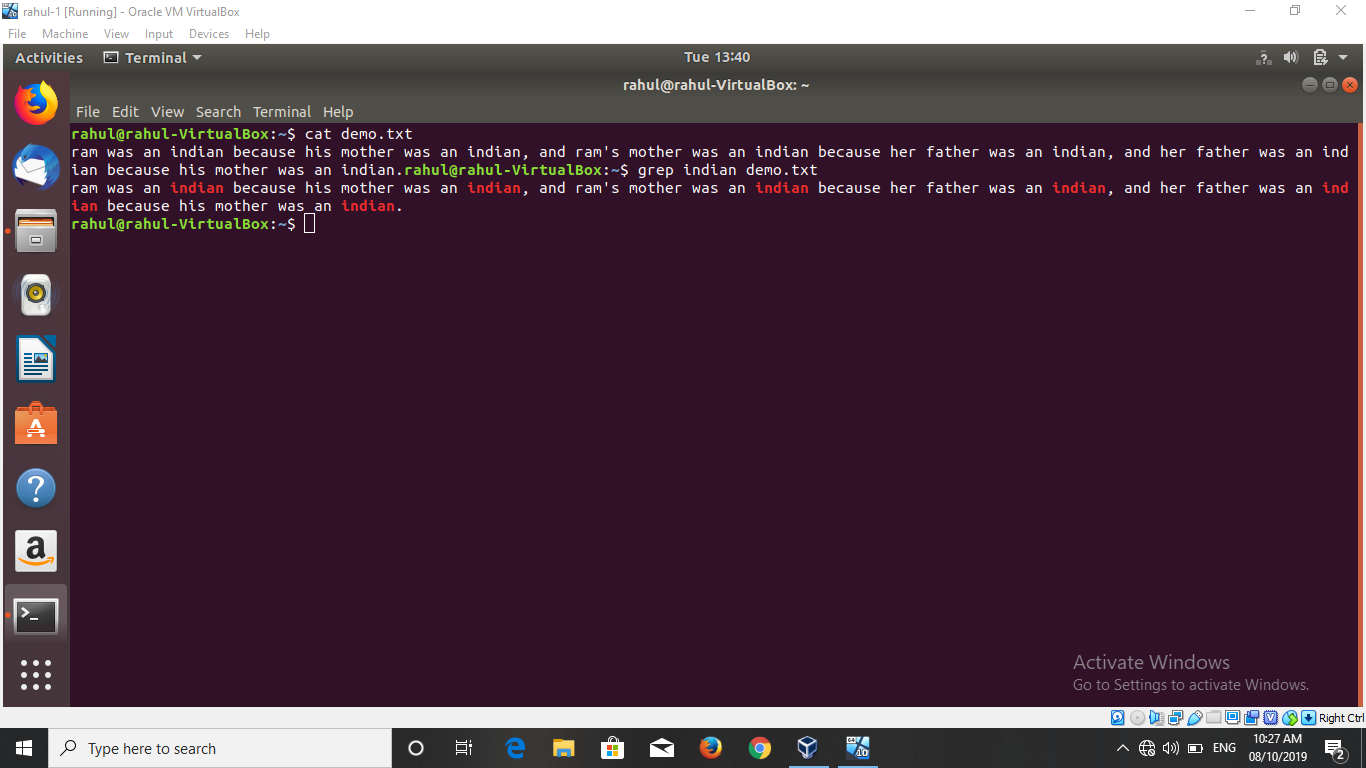 rahul-1 [Running] - Oracle VM VirtualBox
File Machine View Input Devices Help
Activities Terminal Tue 13:40
rahul@rahul-VirtualBox: ~
File Edit View Search Terminal Help
rahul@rahul-VirtualBox:~$ cat demo.txt
ram was an indian because his mother was an indian, and ram's mother was an indian because her father was an indian, and her father was an ind
ian because his mother was an indian.rahul@rahul-VirtualBox:~$ grep indian demo.txt
ram was an indian because his mother was an indian, and ram's mother was an indian because her father was an indian, and her father was an ind
ian because his mother was an indian.
rahul@rahul-VirtualBox:~$
Activate Windows
Go to Settings to activate Windows.
Right Ctrl
Type here to search
ENG
10:27 AM
08/10/2019
2